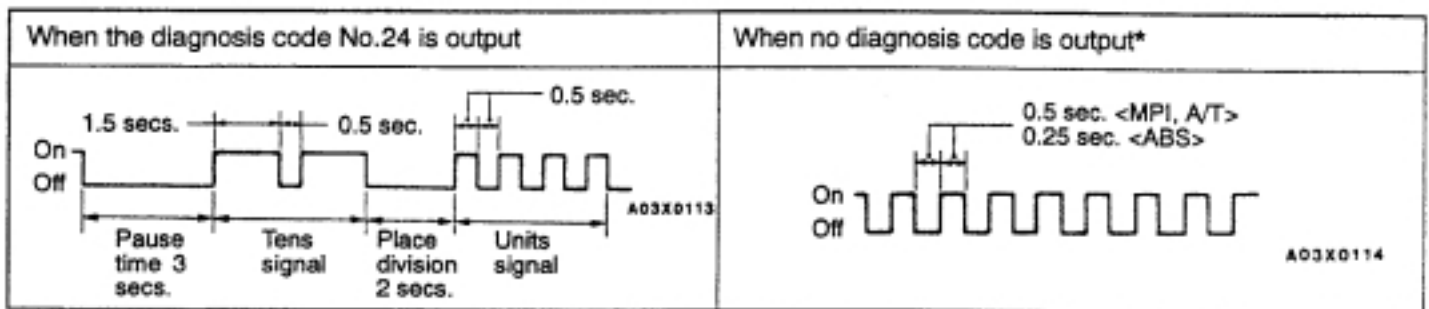 When the diagnosis code No.24 is output
1.5 secs.
0.5 sec.
0.5 sec.
On
Off
A03X0113
Pause
time 3
secs.
Tens
signal
Place
division
2 secs.
Units
signal
When no diagnosis code is output*
0.5 sec. <MPI, A/T>
0.25 sec. <ABS>
On
Off
A03X0114